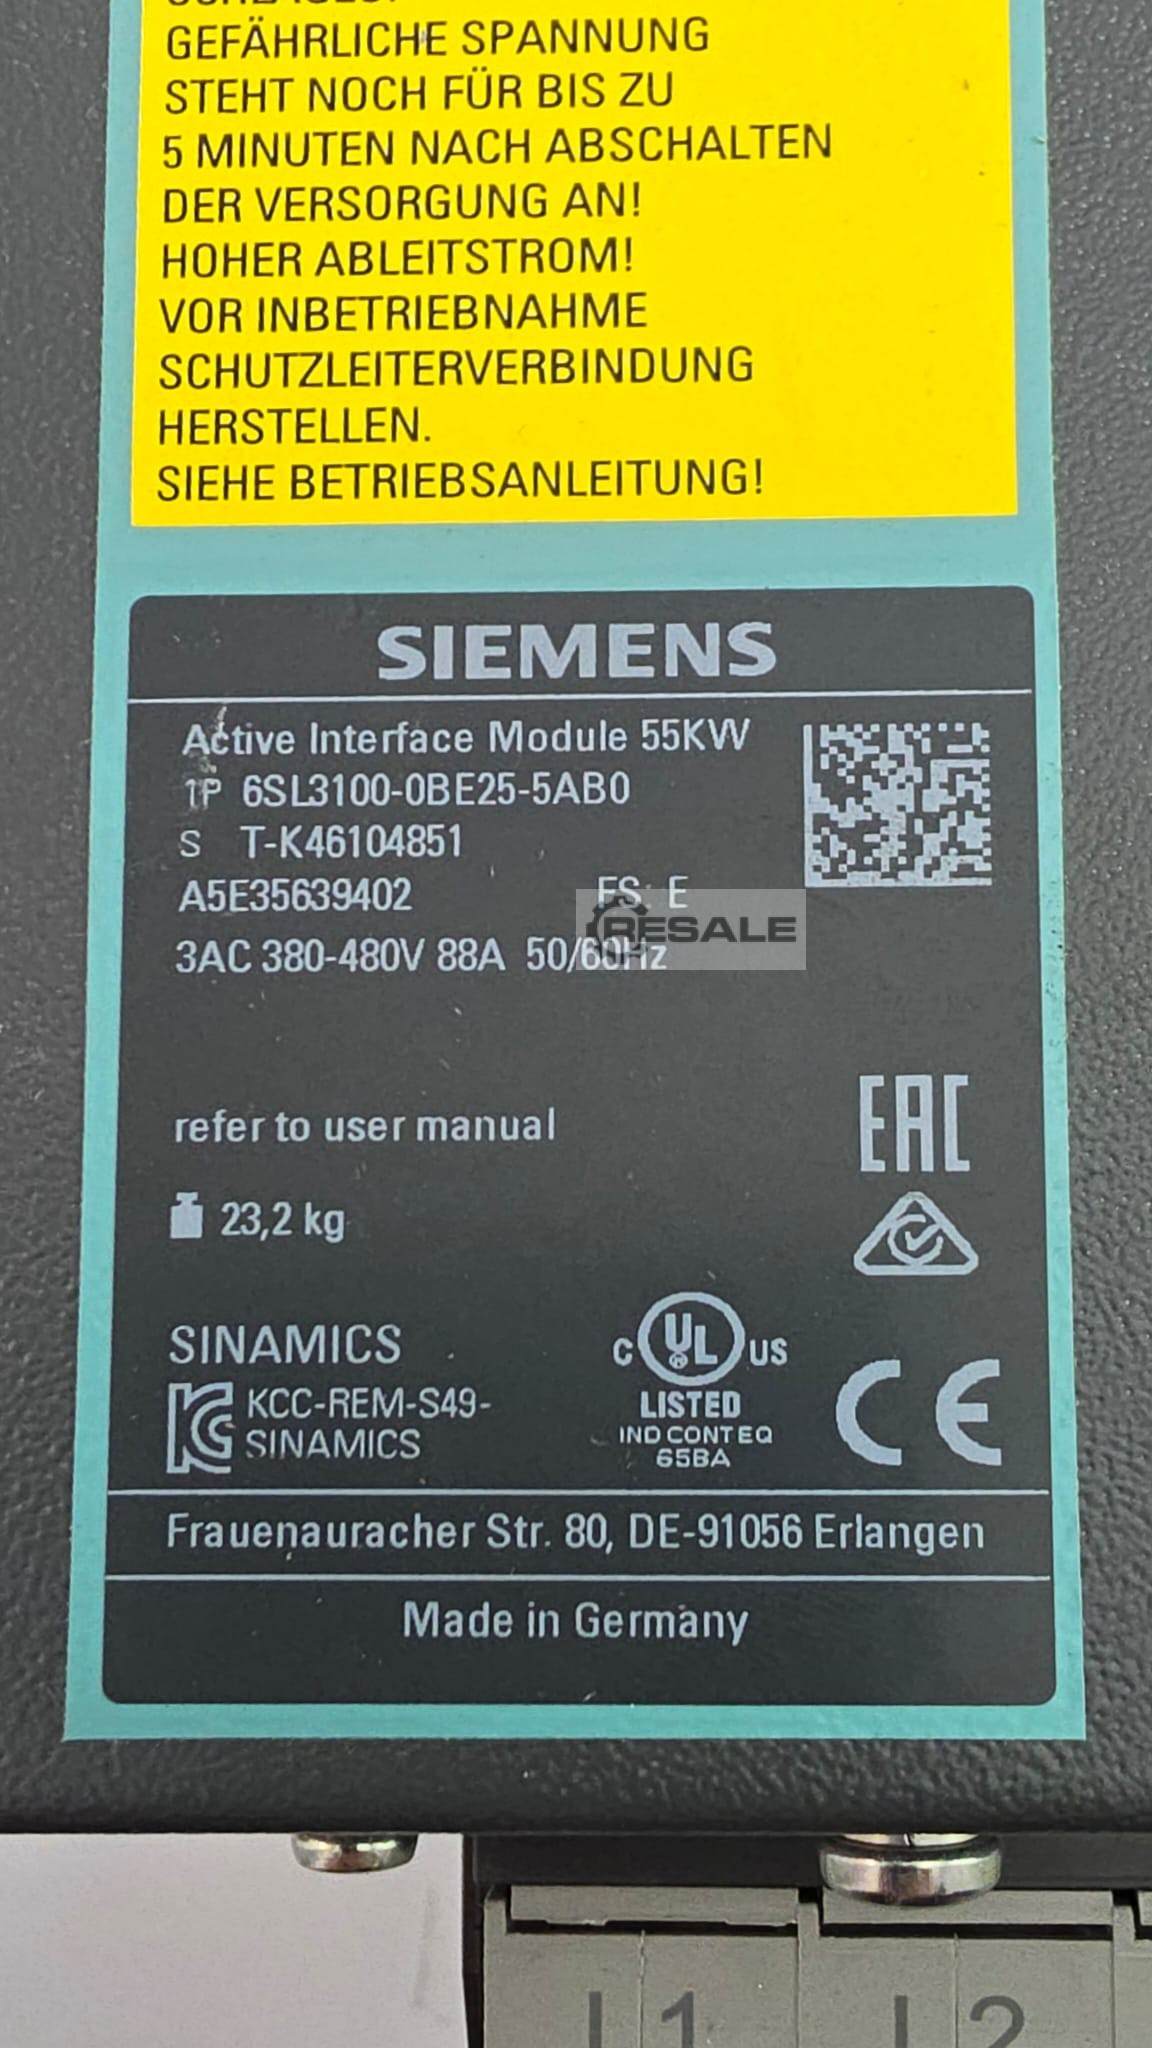 GEFÄHRLICHE SPANNUNG
STEHT NOCH FÜR BIS ZU
5 MINUTEN NACH ABSCHALTEN
DER VERSORGUNG AN!
HOHER ABLEITSTROM!
VOR INBETRIEBNAHME
SCHUTZLEITERVERBINDUNG
HERSTELLEN.
SIEHE BETRIEBSANLEITUNG!
SIEMENS
Active Interface Module 55KW
1P 6SL3100-0BE25-5AB0
S T-K46104851
A5E35639402 FS: E
RESALE
3AC 380-480V 88A 50/60Hz
refer to user manual
EAC
23,2 kg
SINAMICS
KCC-REM-S49-
SINAMICS
C UL US
LISTED
IND CONT EQ
65BA
CE
Frauenauracher Str. 80, DE-91056 Erlangen
Made in Germany
L1 L2